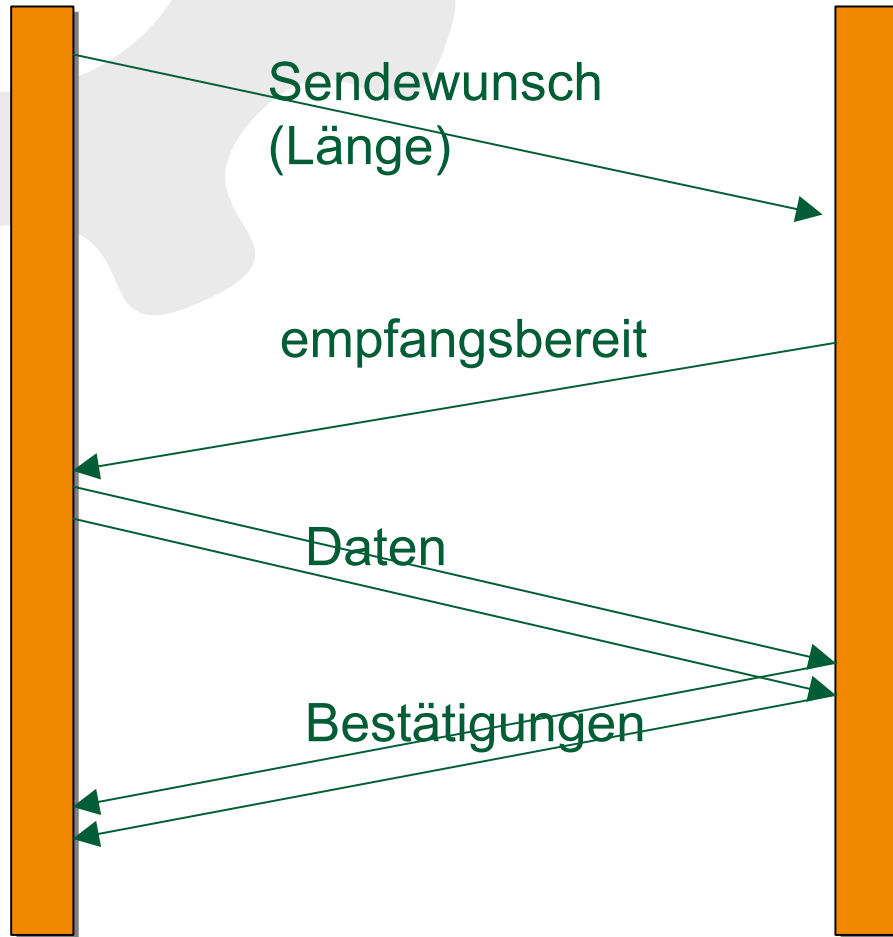 Sendewunsch
(Länge)
empfangsbereit
Daten
Bestätigungen